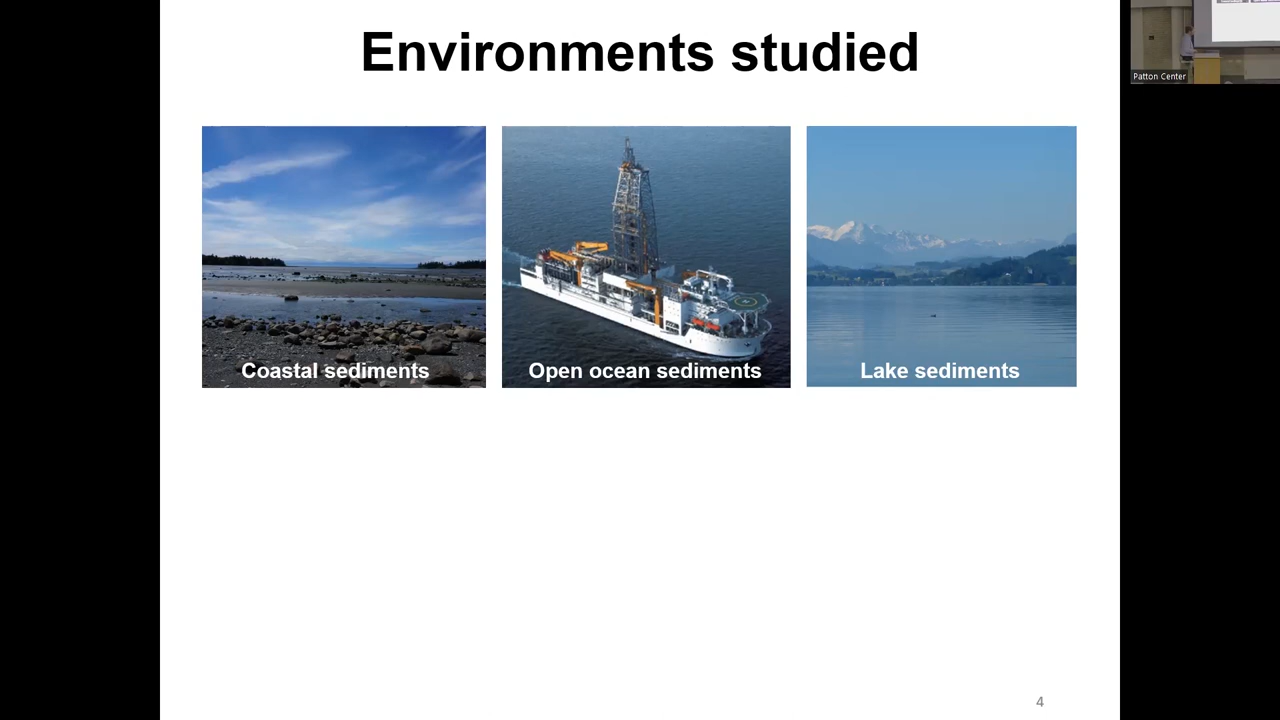 Environments studied
Patton Center
Coastal sediments
Open ocean sediments
Lake sediments
4